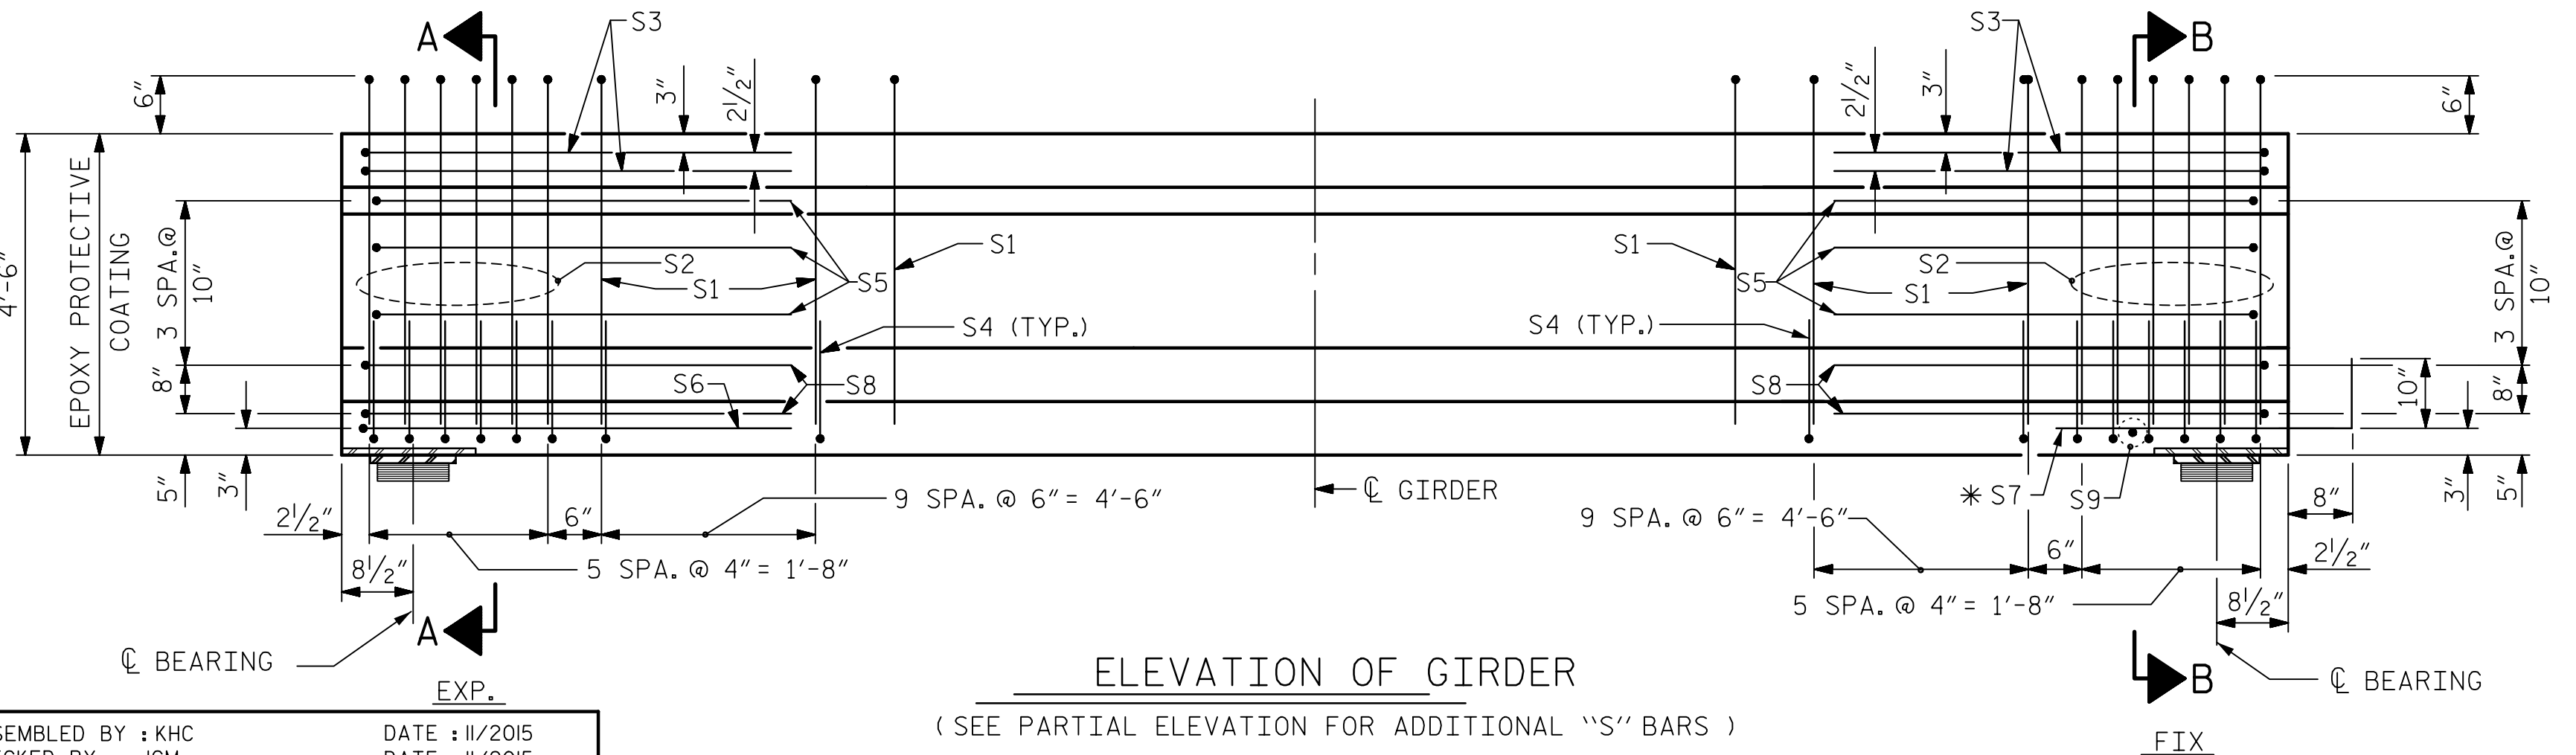 A
S3
S3
B
6"
3"
2½"
2½"
3"
6"
4'-6"
EPOXY PROTECTIVE
COATING
3 SPA.@
10"
8"
5"
3"
S2
S1
S5
S1
S4 (TYP.)
S6
S8
S1
S5
S2
S1
S4 (TYP.)
S8
3 SPA.@
10"
10"
8"
3"
5"
℄ GIRDER
✳ S7
S9
8"
2½"
6"
9 SPA. @ 6" = 4'-6"
5 SPA. @ 4" = 1'-8"
8½"
9 SPA. @ 6" = 4'-6"
6"
2½"
5 SPA. @ 4" = 1'-8"
8½"
A
℄ BEARING
EXP.
ELEVATION OF GIRDER
( SEE PARTIAL ELEVATION FOR ADDITIONAL "S" BARS )
B
℄ BEARING
FIX
SEMBLED BY : KHC DATE : 11/2015